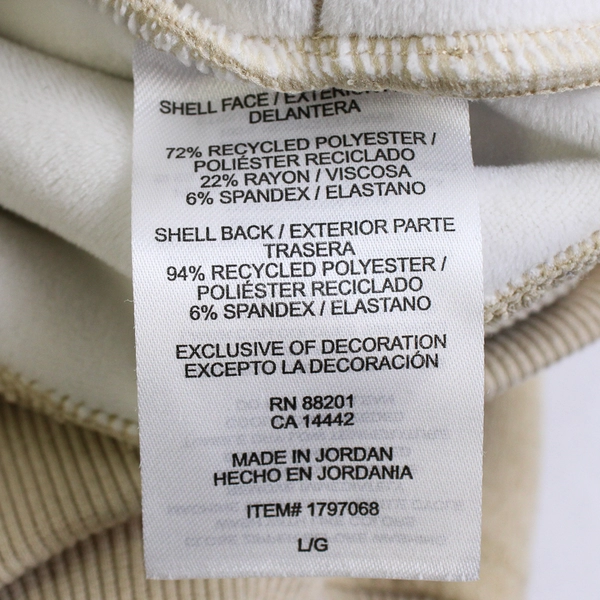 SHELL FACE / EXTERIOR
DELANTERA
72% RECYCLED POLYESTER /
POLIÉSTER RECICLADO
22% RAYON / VISCOSA
6% SPANDEX / ELASTANO
SHELL BACK / EXTERIOR PARTE
TRASERA
94% RECYCLED POLYESTER /
POLIÉSTER RECICLADO
6% SPANDEX / ELASTANO
EXCLUSIVE OF DECORATION
EXCEPTO LA DECORACIÓN
RN 88201
CA 14442
MADE IN JORDAN
HECHO EN JORDANIA
ITEM# 1797068
L/G